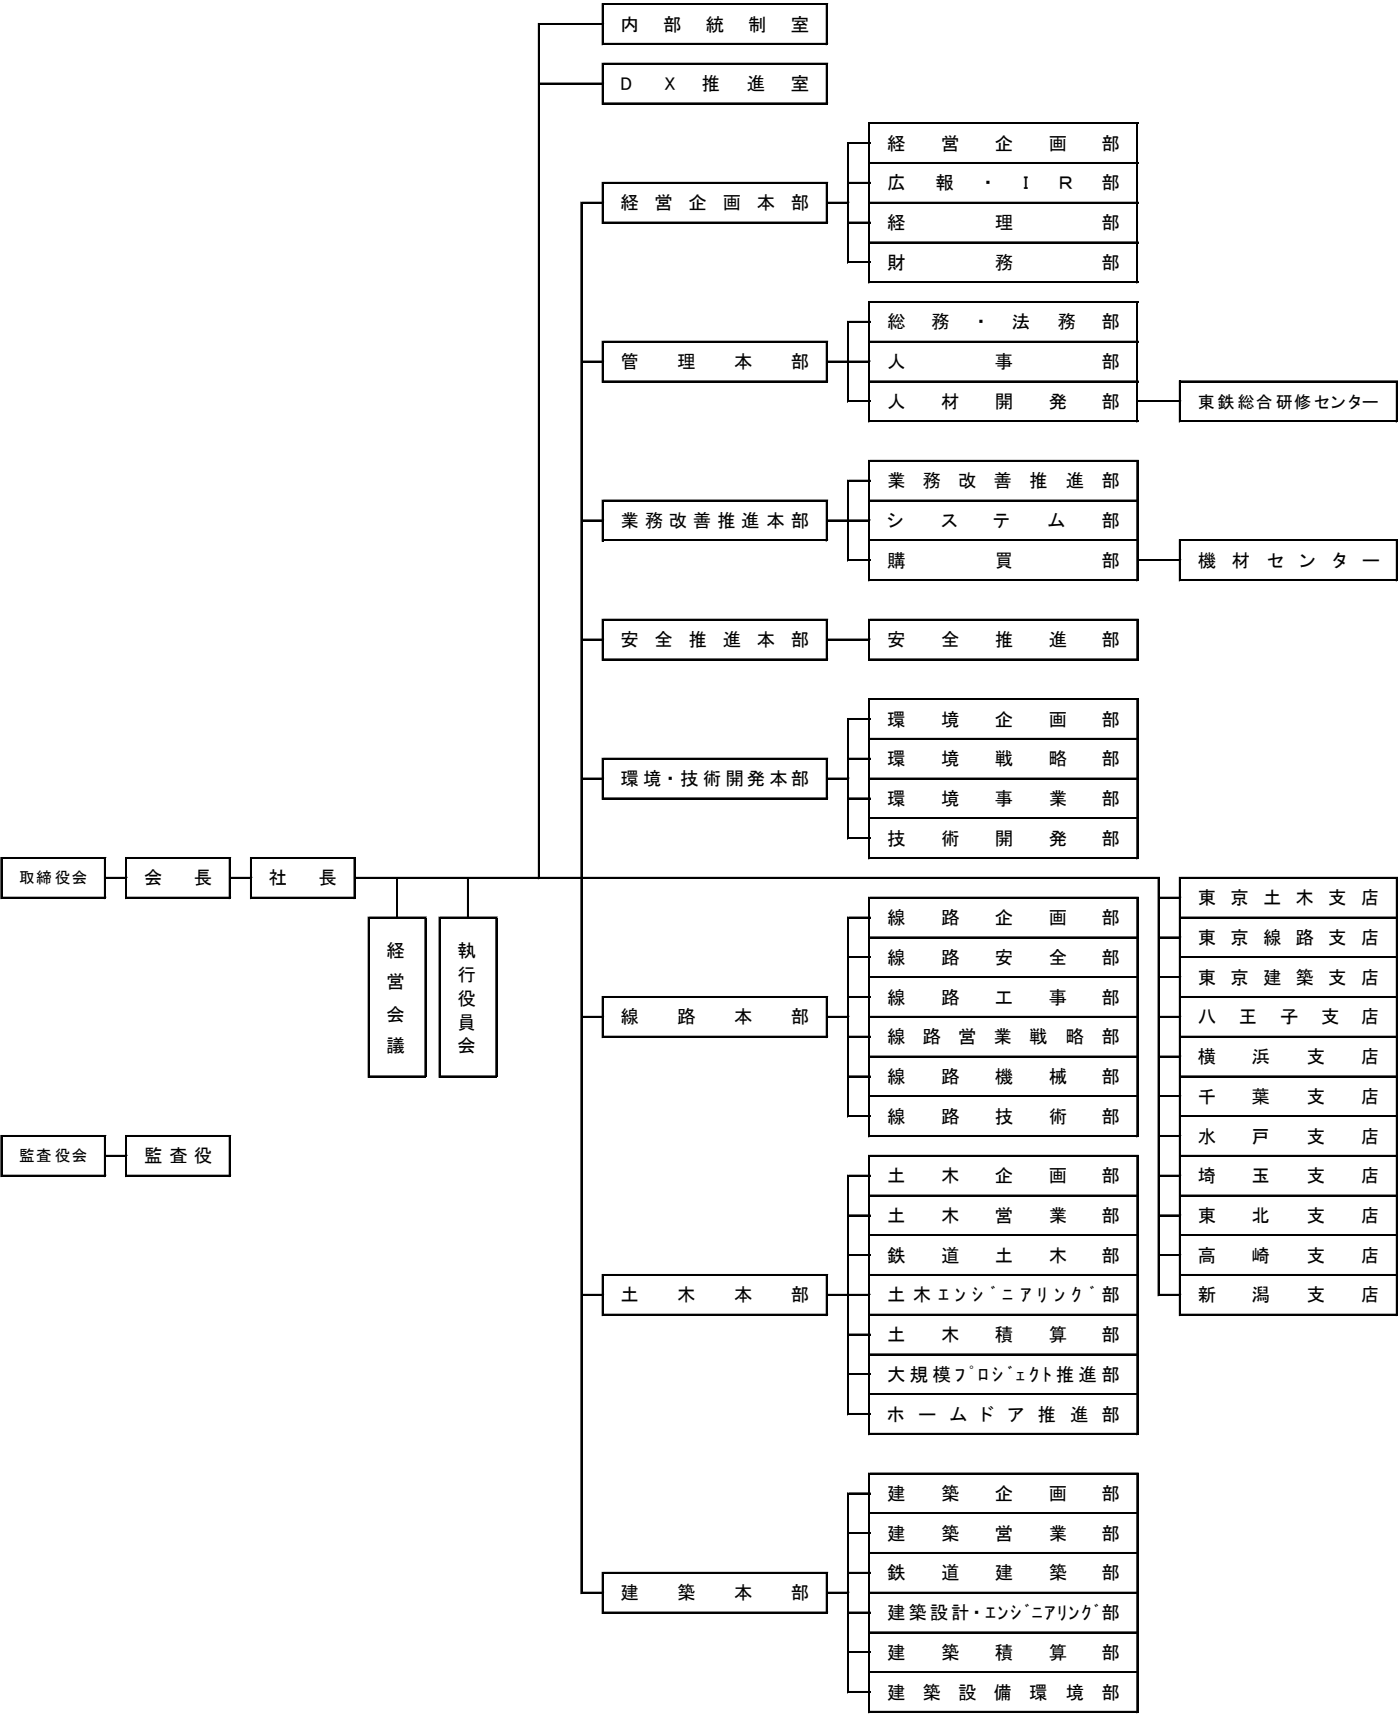 内部統制室
DX推進室
経営企画本部
経営企画部
広報・IR部
経理部
財務部
管理本部
総務・法務部
人事部
人材開発部
東鉄総合研修センター
業務改善推進本部
業務改善推進部
システム部
購買部
機材センター
安全推進本部
安全推進部
環境・技術開発本部
環境企画部
環境戦略部
環境事業部
技術開発部
取締役会
会長
社長
経営会議
執行役員会
監査役会
監査役
線路本部
線路企画部
線路安全部
線路工事部
線路営業戦略部
線路機械部
線路技術部
土木本部
土木企画部
土木営業部
鉄道土木部
土木エンジニアリング部
土木積算部
大規模プロジェクト推進部
ホームドア推進部
建築本部
建築企画部
建築営業部
鉄道建築部
建築設計・エンジニアリング部
建築積算部
建築設備環境部
東京土木支店
東京線路支店
東京建築支店
八王子支店
横浜支店
千葉支店
水戸支店
埼玉支店
東北支店
高崎支店
新潟支店